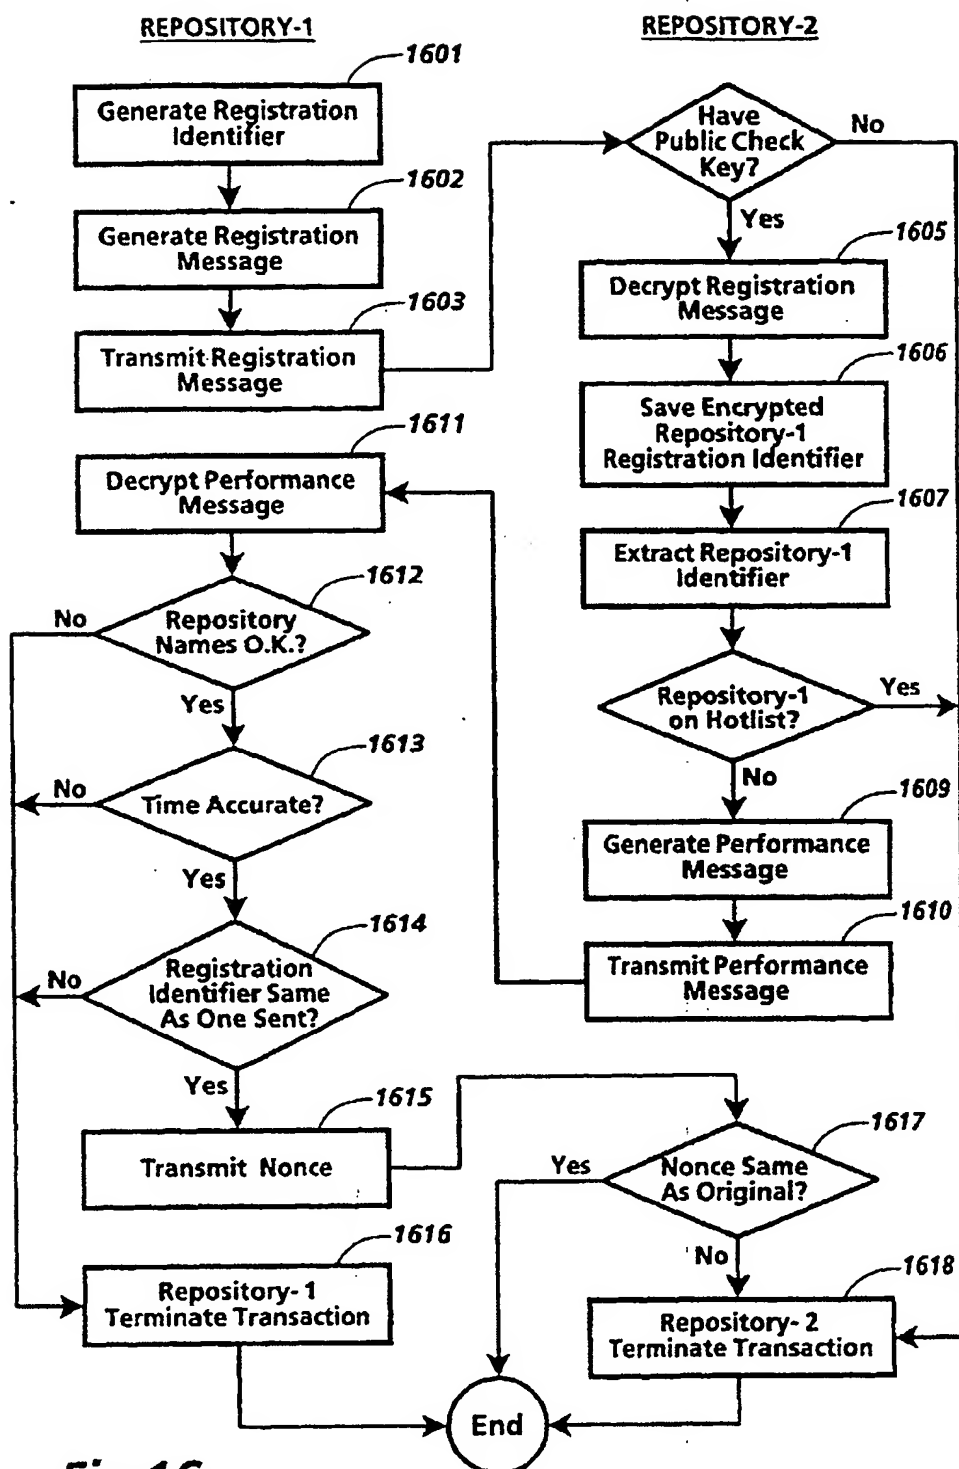 REPOSITORY-1
1601
Generate Registration
Identifier
1602
Generate Registration
Message
1603
Transmit Registration
Message
1611
Decrypt Performance
Message
1612
Repository
Names O.K.?
No
Yes
1613
Time Accurate?
No
Yes
1614
Registration
Identifier Same
As One Sent?
No
Yes
1615
Transmit Nonce
1616
Repository- 1
Terminate Transaction
REPOSITORY-2
Have
Public Check
Key?
No
Yes
1605
Decrypt Registration
Message
1606
Save Encrypted
Repository-1
Registration Identifier
1607
Extract Repository-1
Identifier
Repository-1
on Hotlist?
Yes
No
1609
Generate Performance
Message
1610
Transmit Performance
Message
1617
Nonce Same
As Original?
Yes
No
1618
Repository- 2
Terminate Transaction
End